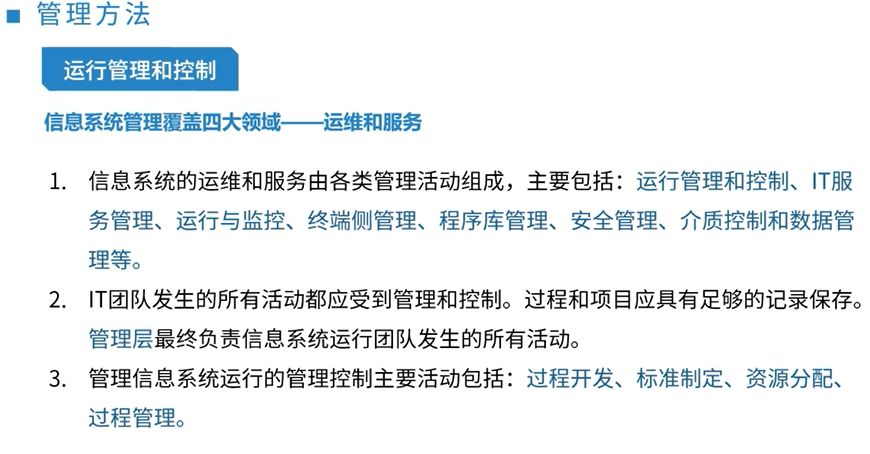 管理方法
运行管理和控制
信息系统管理覆盖四大领域——运维和服务
1. 信息系统的运维和服务由各类管理活动组成，主要包括：运行管理和控制、IT服
务管理、运行与监控、终端侧管理、程序库管理、安全管理、介质控制和数据管
理等。
2. IT团队发生的所有活动都应受到管理和控制。过程和项目应具有足够的记录保存。
管理层最终负责信息系统运行团队发生的所有活动。
3. 管理信息系统运行的管理控制主要活动包括：过程开发、标准制定、资源分配、
过程管理。